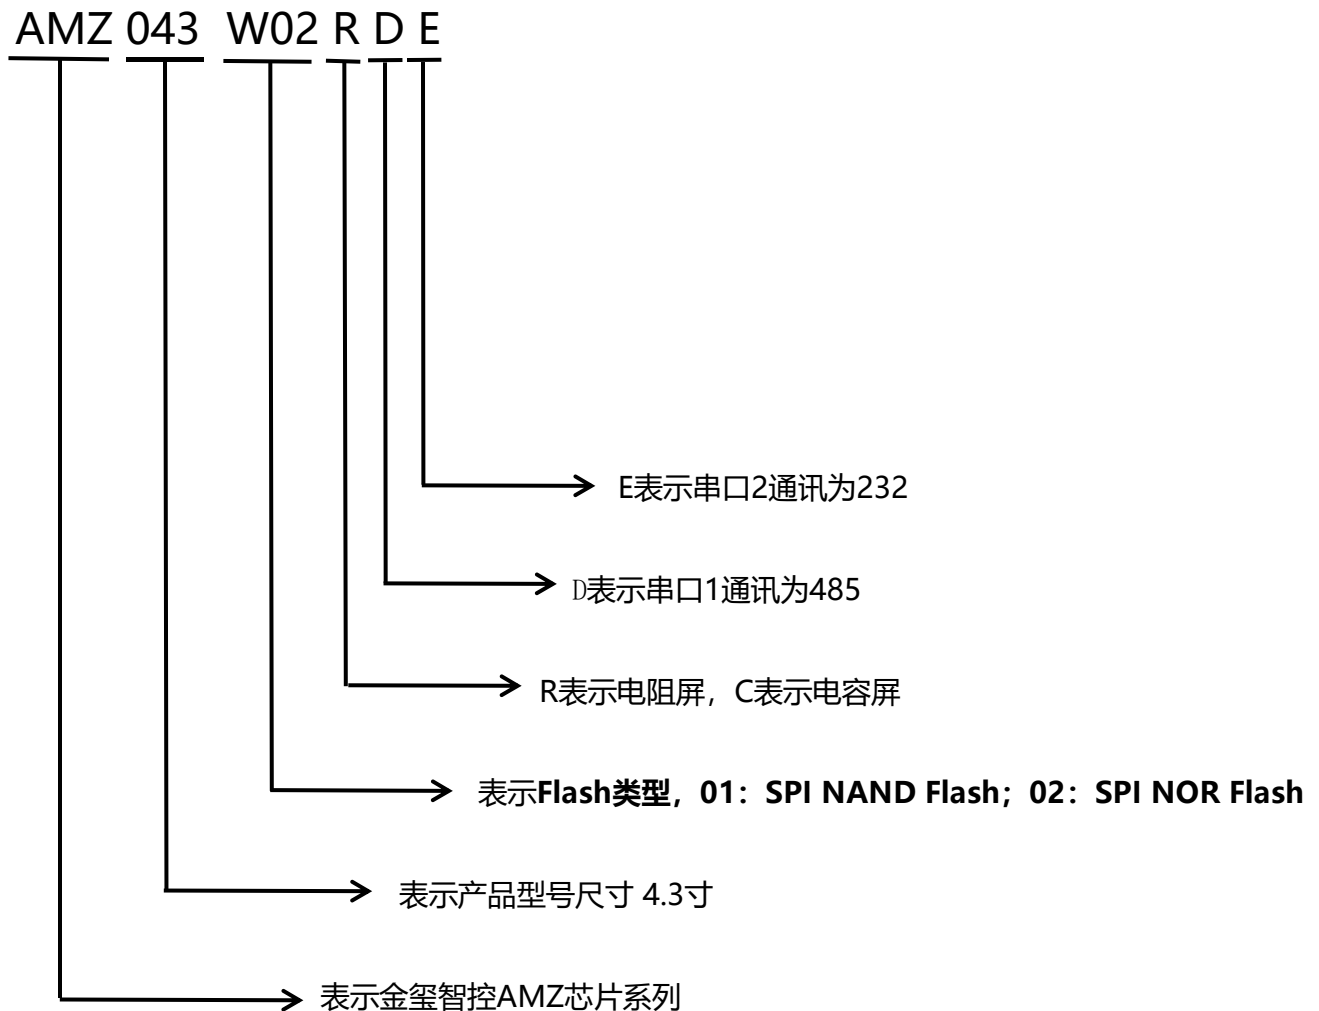 AMZ 043 W02 R D E
E表示串口2通讯为232
D表示串口1通讯为485
R表示电阻屏，C表示电容屏
表示Flash类型，01：SPI NAND Flash；02：SPI NOR Flash
表示产品型号尺寸 4.3寸
表示金玺智控AMZ芯片系列